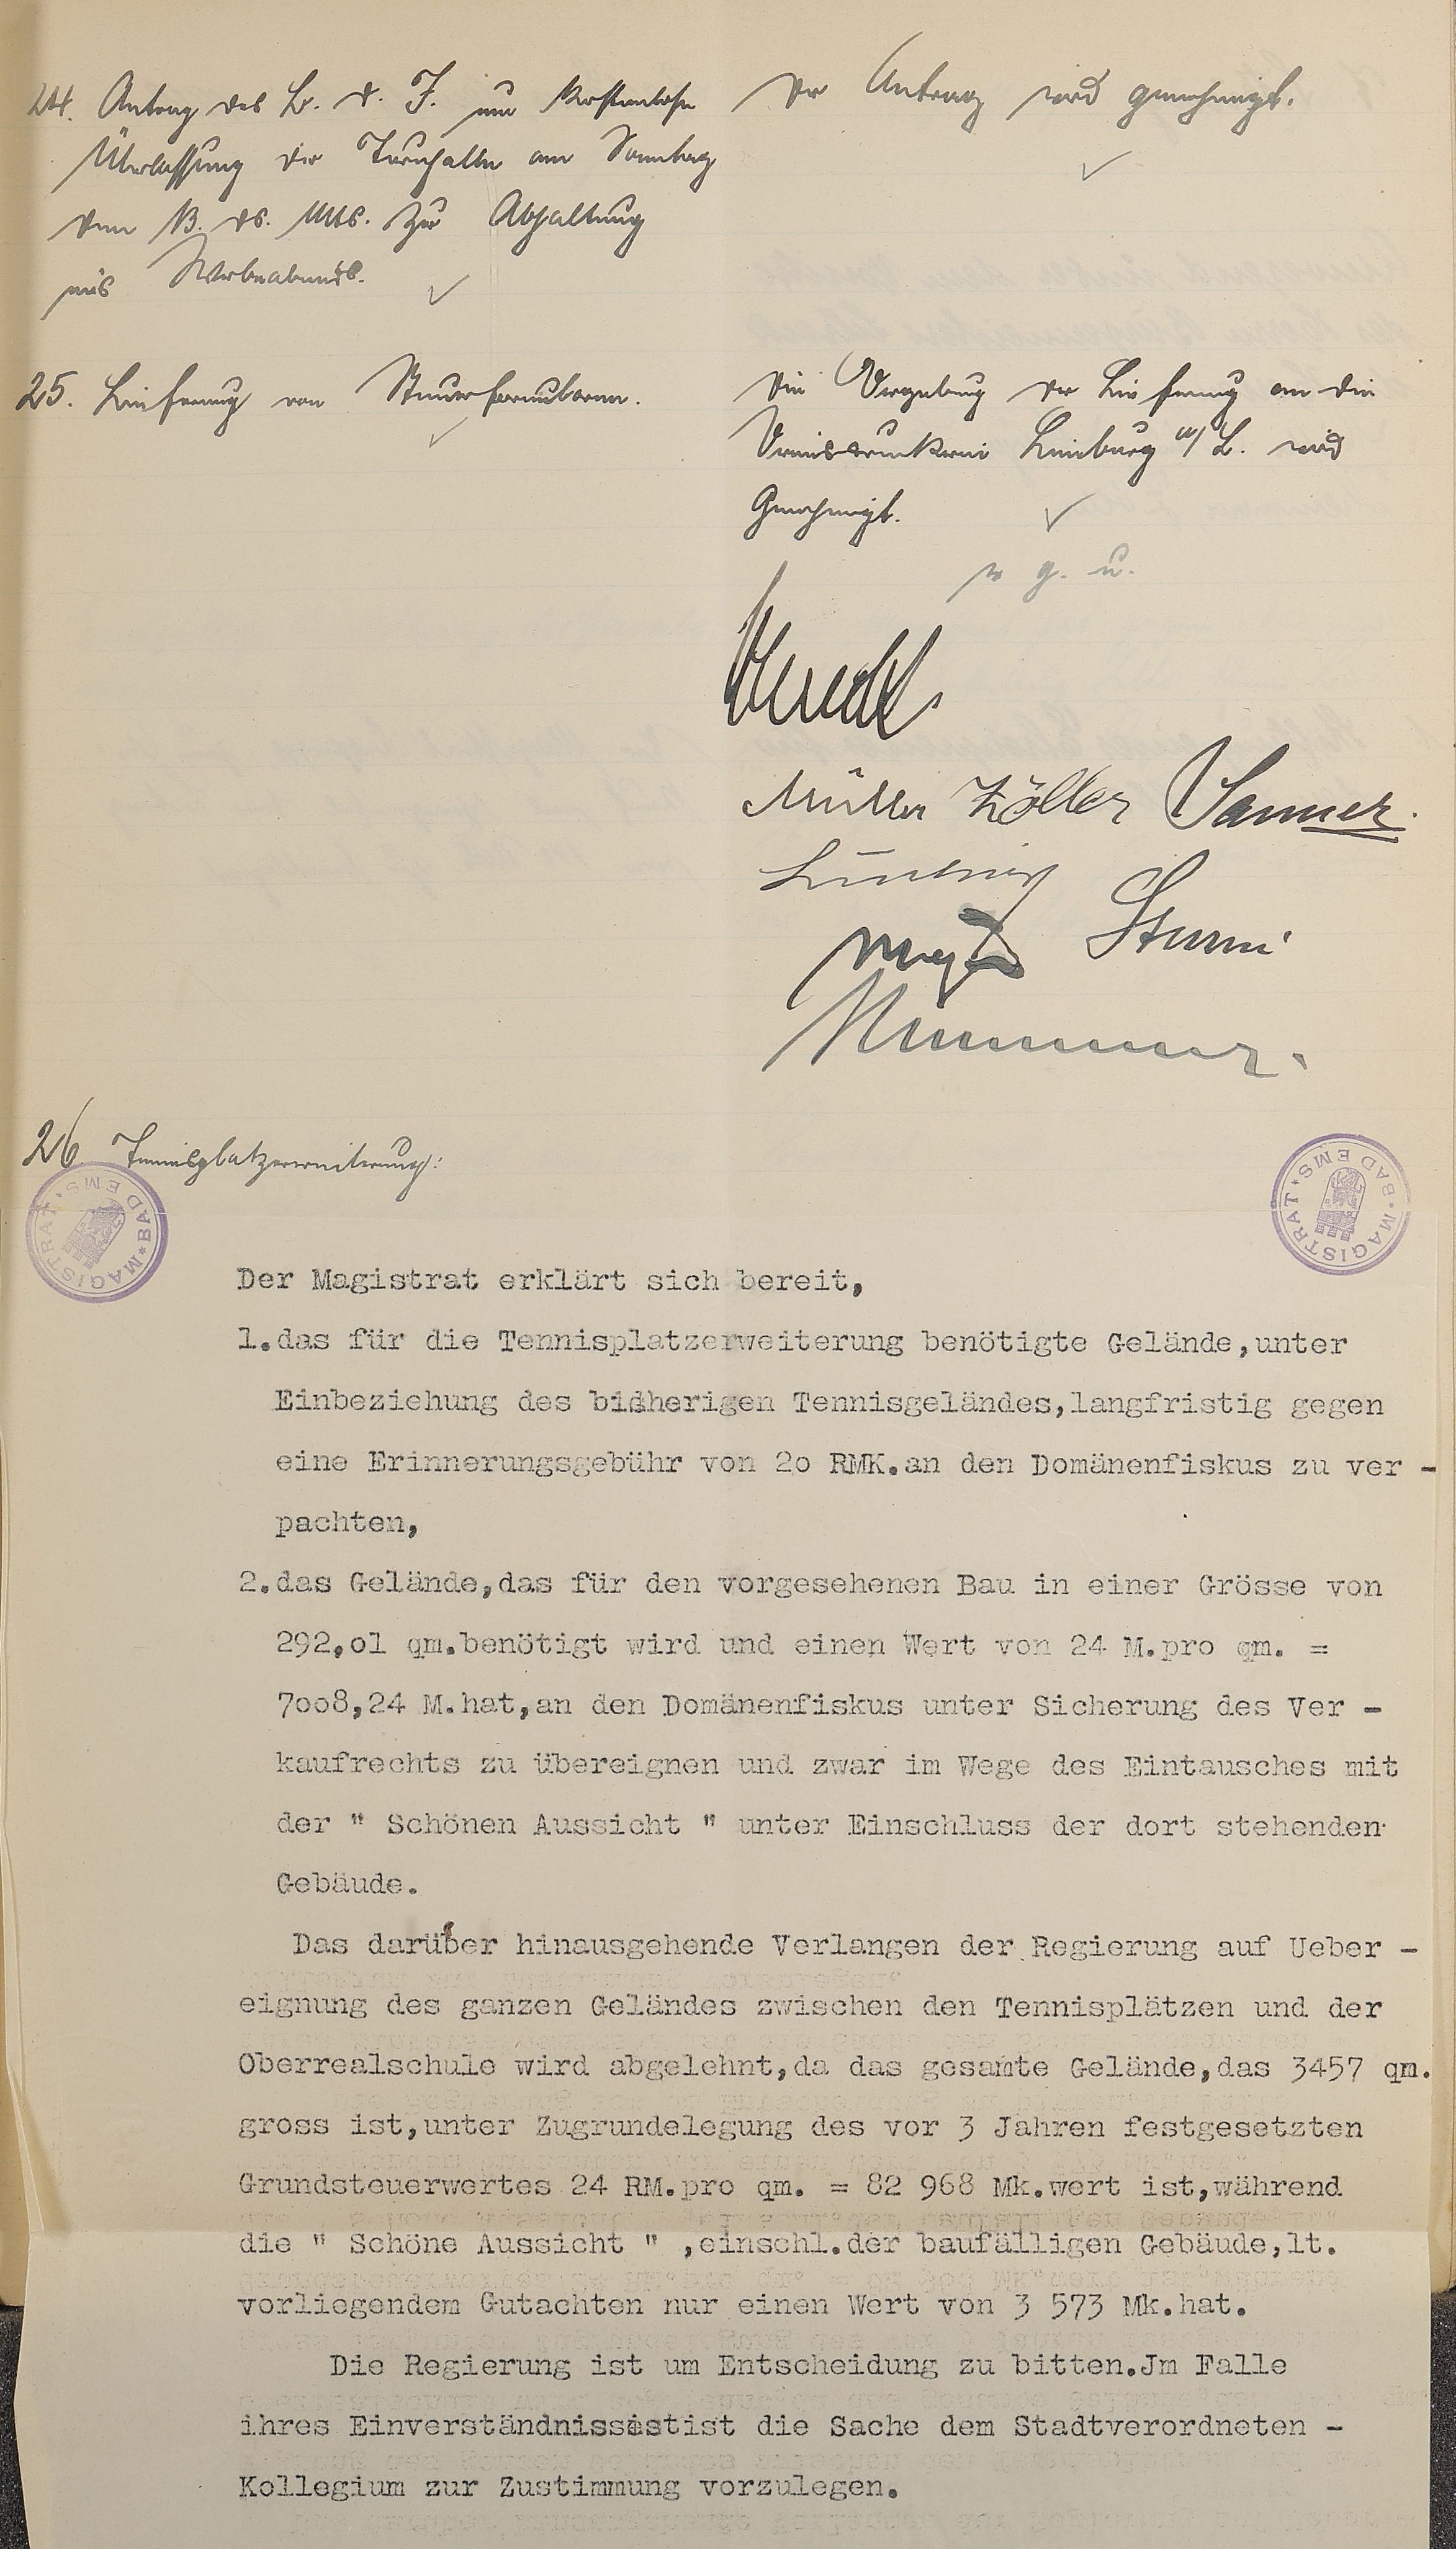 24. Antrag des B. d. J. um kostenlose
Überlassung der Turnhalle am Sonntag
den 13. ds. Mts. zur Abhaltung
eines Werbeabends.
Der Antrag wird genehmigt.
25. Lieferung von Steuerformularen.
Die Vergebung der Lieferung an die
Vereinsdruckerei Limburg a/L. wird
Genehmigt.
v. g. u.
Müller Zöller Sanner.
Sturm
26 Tennisplatzerweiterung:
MAGISTRAT * BAD EMS *
MAGISTRAT * BAD EMS *
Der Magistrat erklärt sich bereit,
1.das für die Tennisplatzerweiterung benötigte Gelände,unter
Einbeziehung des bisherigen Tennisgeländes,langfristig gegen
eine Erinnerungsgebühr von 2o RMK.an den Domänenfiskus zu ver -
pachten,
2.das Gelände,das für den vorgesehenen Bau in einer Grösse von
292,o1 qm.benötigt wird und einen Wert von 24 M.pro qm. =
7oo8,24 M.hat,an den Domänenfiskus unter Sicherung des Ver -
kaufrechts zu übereignen und zwar im Wege des Eintausches mit
der " Schönen Aussicht " unter Einschluss der dort stehenden
Gebäude.
Das darüber hinausgehende Verlangen der Regierung auf Ueber -
eignung des ganzen Geländes zwischen den Tennisplätzen und der
Oberrealschule wird abgelehnt,da das gesamte Gelände,das 3457 qm.
gross ist,unter Zugrundelegung des vor 3 Jahren festgesetzten
Grundsteuerwertes 24 RM.pro qm. = 82 968 Mk.wert ist,während
die " Schöne Aussicht " ,einschl.der baufälligen Gebäude,lt.
vorliegendem Gutachten nur einen Wert von 3 573 Mk.hat.
Die Regierung ist um Entscheidung zu bitten.Jm Falle
ihres Einverständnissistist die Sache dem Stadtverordneten -
Kollegium zur Zustimmung vorzulegen.